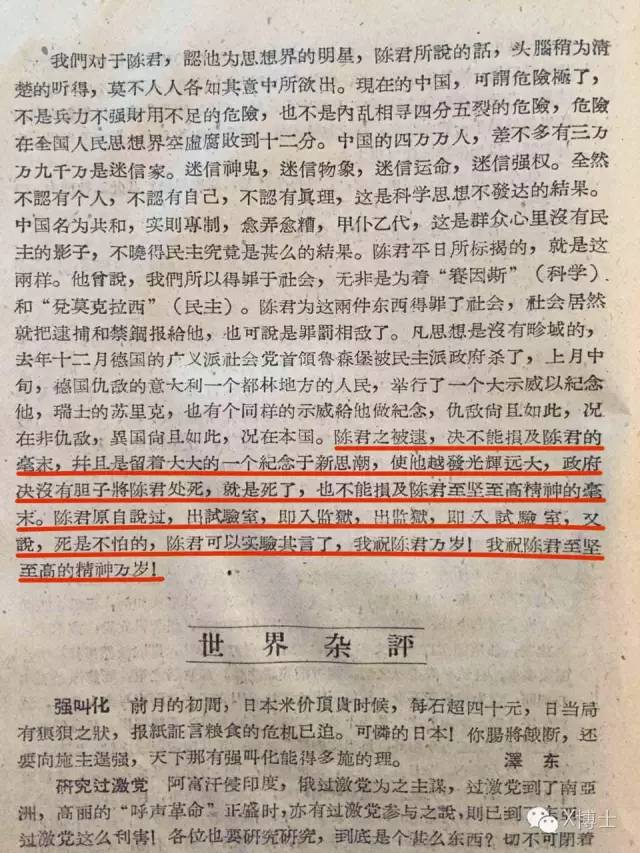 我們对于陈君，認他为思想界的明星，陈君所說的話，头腦稍为清
楚的听得，莫不人人各如其意中所欲出。現在的中国，可謂危險極了，
不是兵力不强財用不足的危險，也不是內乱相寻四分五裂的危險，危險
在全国人民思想界空虛腐敗到十二分。中国的四万万人，差不多有三万
万九千万是迷信家。迷信神鬼，迷信物象，迷信运命，迷信强权。全然
不認有个人，不認有自己，不認有眞理，这是科学思想不發达的結果。
中国名为共和，实則專制，愈弄愈糟，甲仆乙代，这是群众心里沒有民
主的影子，不曉得民主究竟是甚么的結果。陈君平日所标揭的，就是这
兩样。他曾說，我們所以得罪于社会，无非是为着“賽因斯”（科学）
和“兌莫克拉西”（民主）。陈君为这兩件东西得罪了社会，社会居然
就把逮捕和禁錮报給他，也可說是罪罰相敌了。凡思想是沒有畛域的，
去年十二月德国的广义派社会党首領魯森堡被民主派政府杀了，上月中
旬，德国仇敌的意大利一个都林地方的人民，举行了一个大示威以紀念
他，瑞士的苏里克，也有个同样的示威給他做紀念，仇敌尙且如此，况
在非仇敌，異国尙且如此，况在本国。陈君之被逮，决不能損及陈君的
毫末，幷且是留着大大的一个紀念于新思潮，使他越發光輝远大，政府
决沒有胆子將陈君处死，就是死了，也不能損及陈君至坚至高精神的毫
末。陈君原自說过，出試驗室，即入监獄，出监獄，即入試驗室，又
說，死是不怕的，陈君可以实驗其言了，我祝陈君万岁！我祝陈君至坚
至高的精神万岁！
世界杂評
强叫化　前月的初間，日本米价頂貴时候，每石超四十元，日当局
有狼狽之狀，报紙証言粮食的危机已迫。可憐的日本！你腸將餓断，还
要向施主逞强，天下那有强叫化能得多施的理。　澤东
研究过激党　阿富汗侵印度，俄过激党为之主謀，过激党到了南亞
洲，高丽的“呼声革命”正盛时，亦有过激党参与之說，則已到了
过激党这么利害！各位也要研究研究，到底是个甚么东西？切不可閉着
X博士